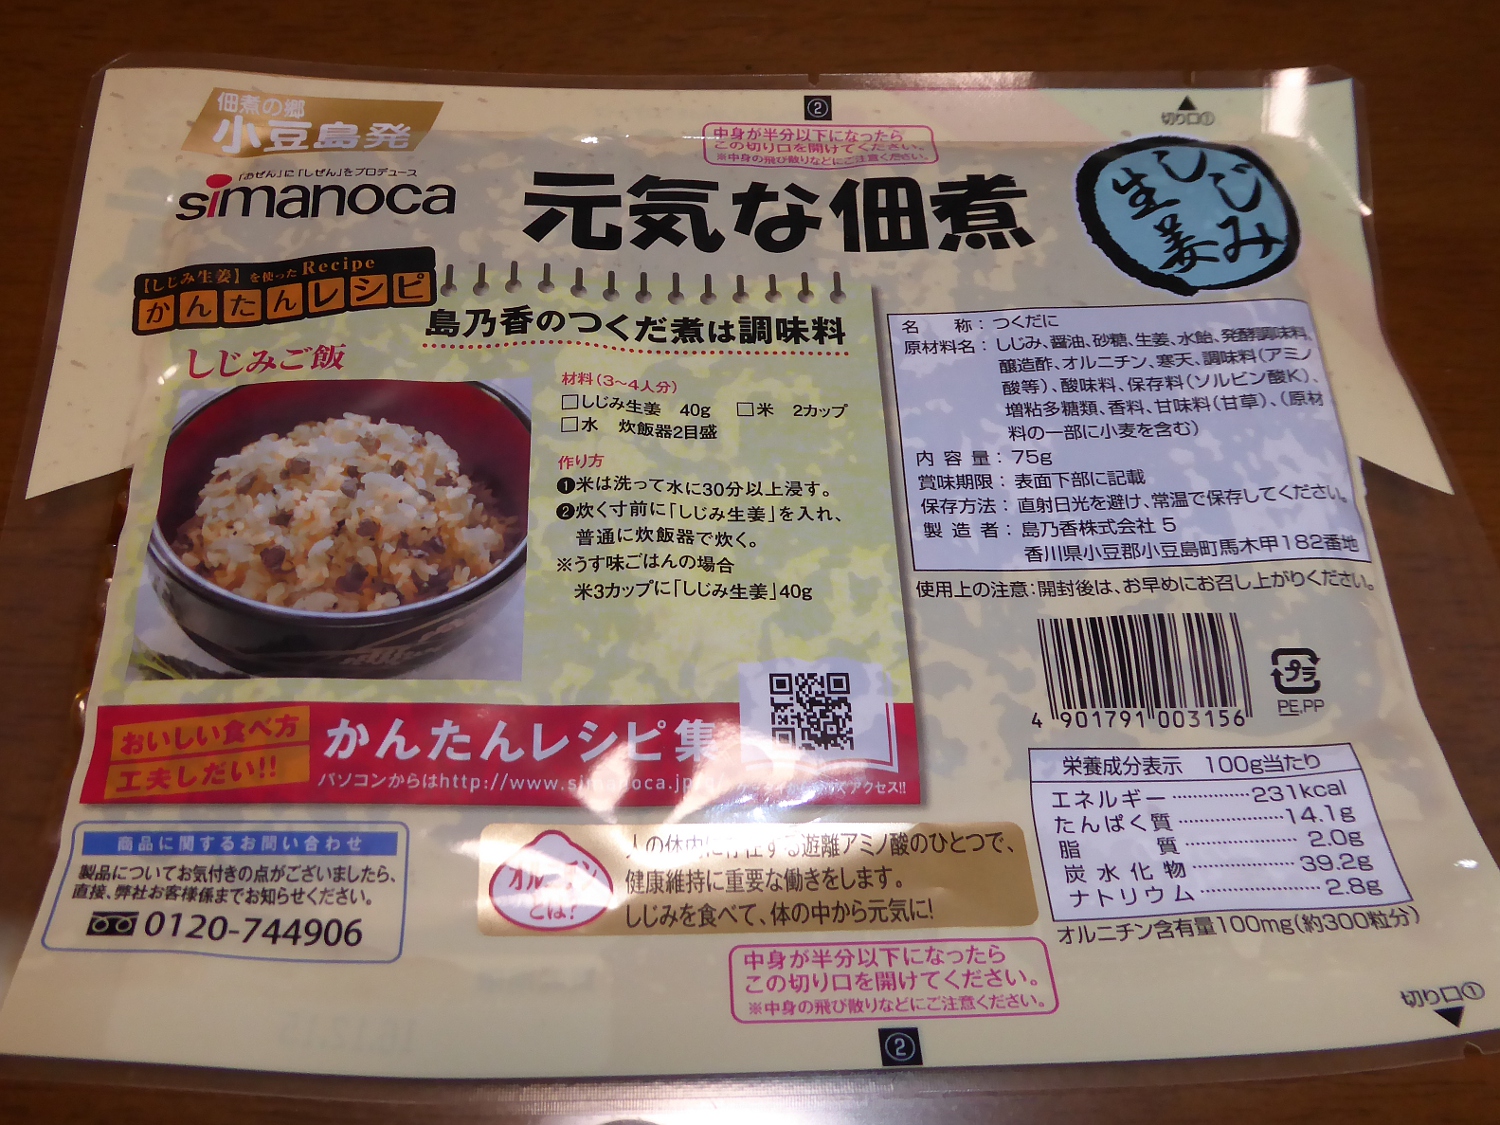 佃煮の郷
小豆島発
「おぜん」に「しぜん」をプロデュース
simanoca
②
中身が半分以下になったら
この切り口を開けてください。
※中身の飛び散りなどにご注意ください。
切り口①
元気な佃煮
しじみ
生姜
【しじみ生姜】を使ったRecipe
かんたんレシピ
島乃香のつくだ煮は調味料
しじみご飯
材料(3〜4人分)
□しじみ生姜 40g □米 2カップ
□水 炊飯器2目盛
作り方
❶米は洗って水に30分以上浸す。
❷炊く寸前に「しじみ生姜」を入れ、
普通に炊飯器で炊く。
※うす味ごはんの場合
米3カップに「しじみ生姜」40g
おいしい食べ方
工夫しだい!!
かんたんレシピ集
パソコンからはhttp://www.simanoca.jp
アクセス!!
名称:つくだに
原材料名:しじみ、醤油、砂糖、生姜、水飴、発酵調味料、
醸造酢、オルニチン、寒天、調味料(アミノ
酸等)、酸味料、保存料(ソルビン酸K)、
増粘多糖類、香料、甘味料(甘草)、(原材
料の一部に小麦を含む)
内容量:75g
賞味期限:表面下部に記載
保存方法:直射日光を避け、常温で保存してください。
製造者:島乃香株式会社 5
香川県小豆郡小豆島町馬木甲182番地
使用上の注意:開封後は、お早めにお召し上がりください。
4 901791 003156
プラ
PE,PP
栄養成分表示 100g当たり
エネルギー……………231kcal
たんぱく質……………14.1g
脂質……………2.0g
炭水化物……………39.2g
ナトリウム……………2.8g
オルニチン含有量100mg(約300粒分)
商品に関するお問い合わせ
製品についてお気付きの点がございましたら、
直接、弊社お客様係までお知らせください。
0120-744906
オルニチン
とは?
人の体内に存在する遊離アミノ酸のひとつで、
健康維持に重要な働きをします。
しじみを食べて、体の中から元気に!
中身が半分以下になったら
この切り口を開けてください。
※中身の飛び散りなどにご注意ください。
②
切り口①